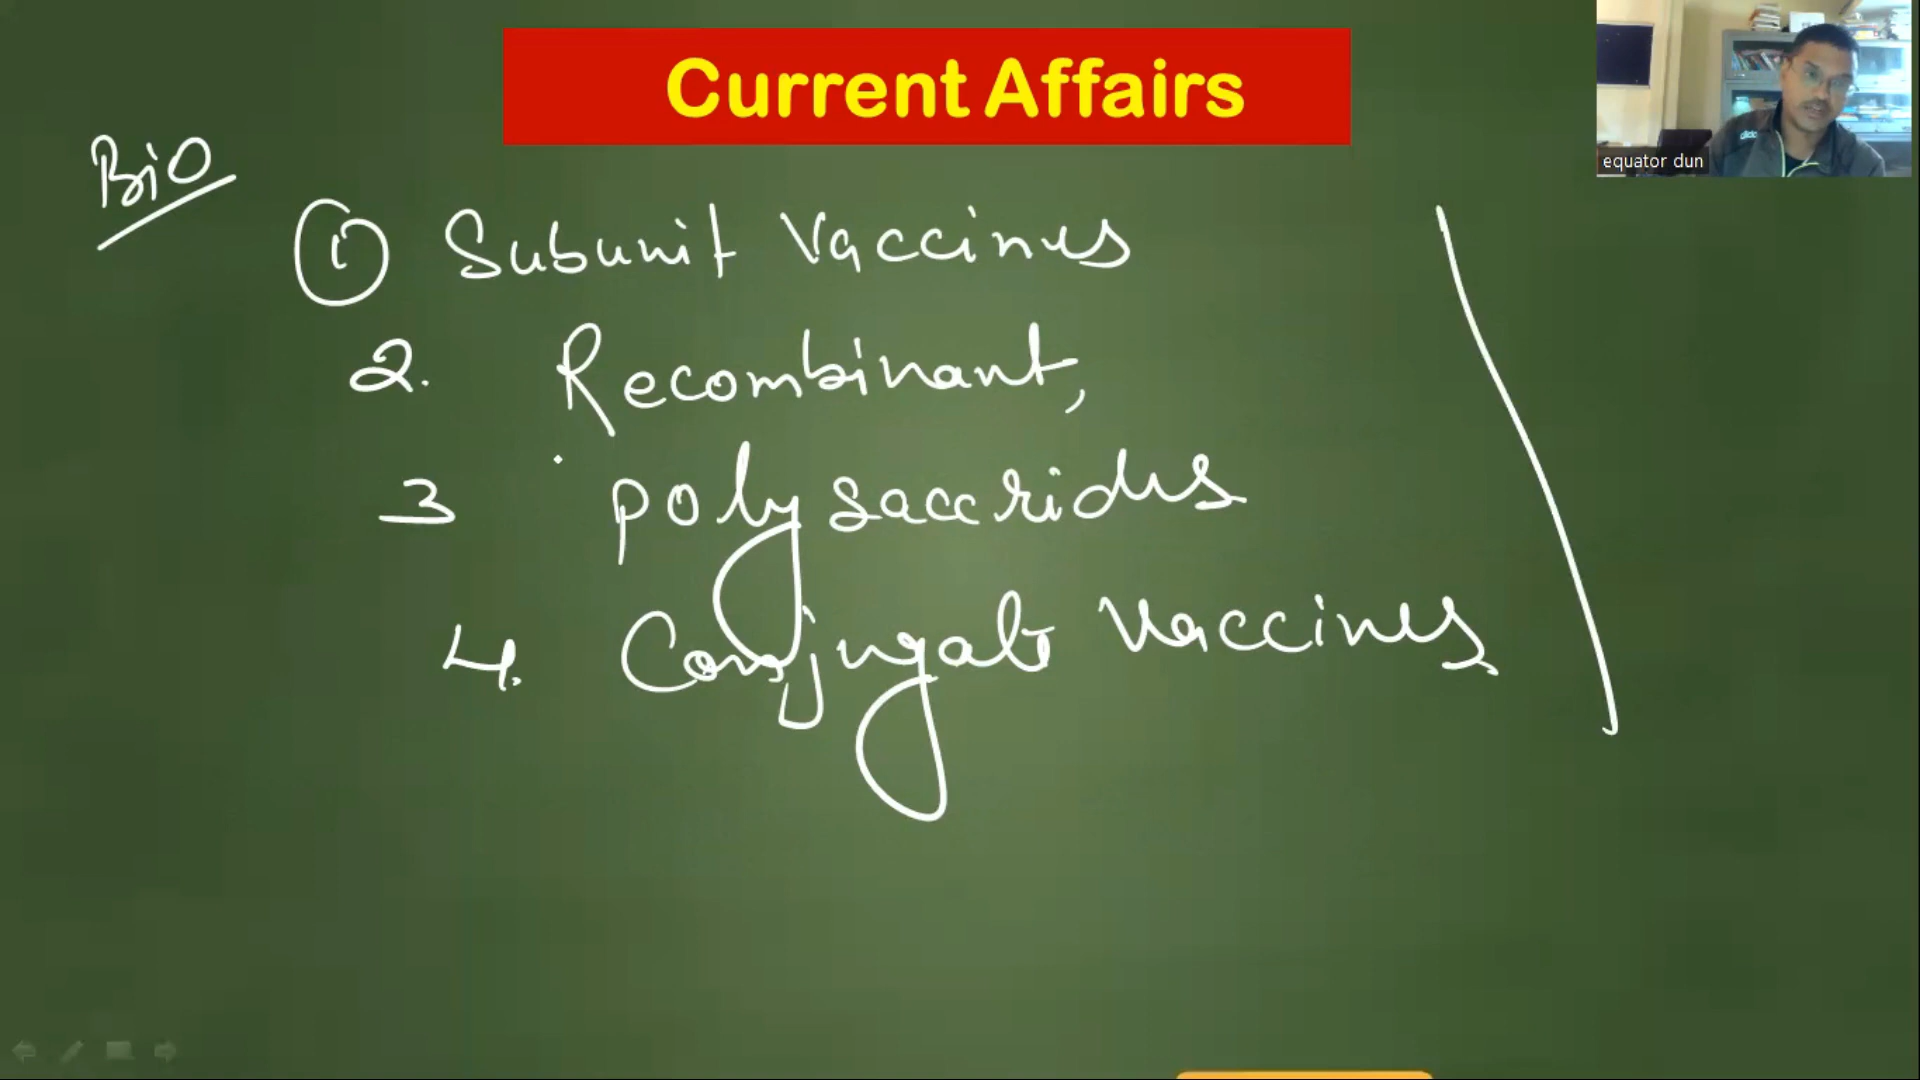 Current Affairs
equator dun
Bio
1 Subunit Vaccines
2. Recombinant,
3 polysaccrides
4. Conjugate Vaccines